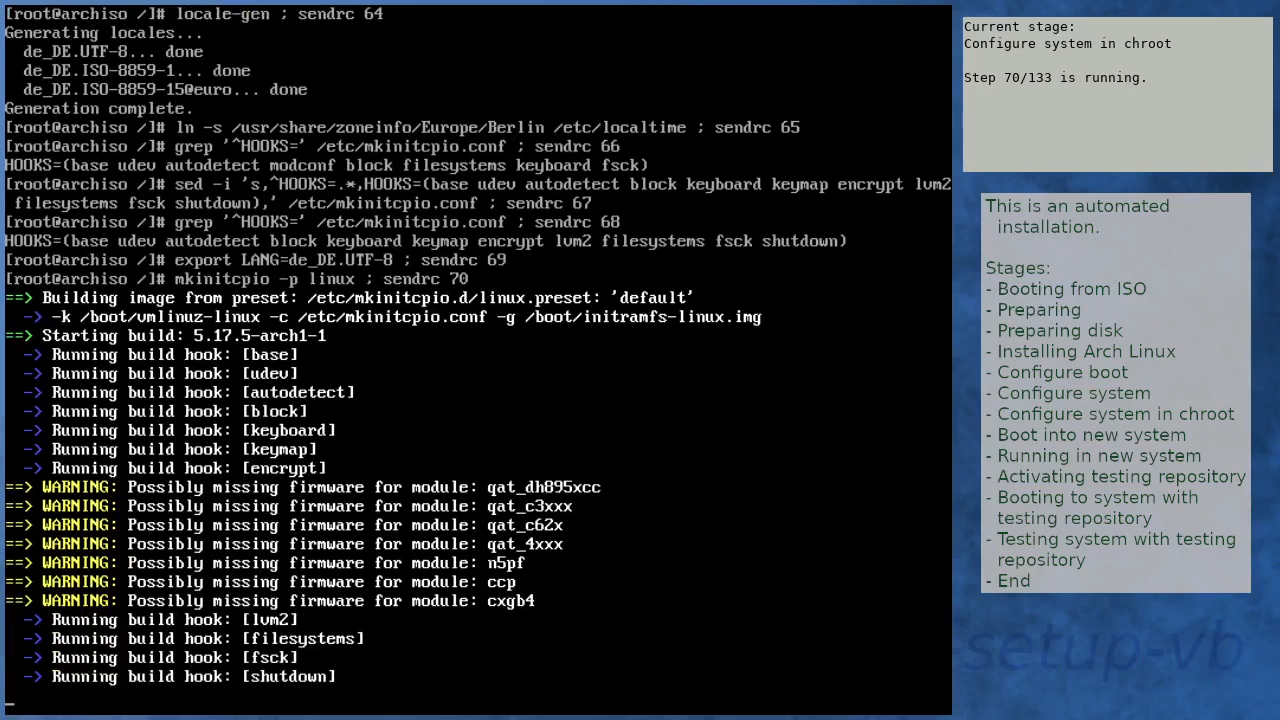 [root@archiso /]# locale-gen ; sendrc 64
Generating locales...
  de_DE.UTF-8... done
  de_DE.ISO-8859-1... done
  de_DE.ISO-8859-15@euro... done
Generation complete.
[root@archiso /]# ln -s /usr/share/zoneinfo/Europe/Berlin /etc/localtime ; sendrc 65
[root@archiso /]# grep '^HOOKS=' /etc/mkinitcpio.conf ; sendrc 66
HOOKS=(base udev autodetect modconf block filesystems keyboard fsck)
[root@archiso /]# sed -i 's,^HOOKS=.*,HOOKS=(base udev autodetect block keyboard keymap encrypt lvm2
 filesystems fsck shutdown),' /etc/mkinitcpio.conf ; sendrc 67
[root@archiso /]# grep '^HOOKS=' /etc/mkinitcpio.conf ; sendrc 68
HOOKS=(base udev autodetect block keyboard keymap encrypt lvm2 filesystems fsck shutdown)
[root@archiso /]# export LANG=de_DE.UTF-8 ; sendrc 69
[root@archiso /]# mkinitcpio -p linux ; sendrc 70
==> Building image from preset: /etc/mkinitcpio.d/linux.preset: 'default'
  -> -k /boot/vmlinuz-linux -c /etc/mkinitcpio.conf -g /boot/initramfs-linux.img
==> Starting build: 5.17.5-arch1-1
  -> Running build hook: [base]
  -> Running build hook: [udev]
  -> Running build hook: [autodetect]
  -> Running build hook: [block]
  -> Running build hook: [keyboard]
  -> Running build hook: [keymap]
  -> Running build hook: [encrypt]
==> WARNING: Possibly missing firmware for module: qat_dh895xcc
==> WARNING: Possibly missing firmware for module: qat_c3xxx
==> WARNING: Possibly missing firmware for module: qat_c62x
==> WARNING: Possibly missing firmware for module: qat_4xxx
==> WARNING: Possibly missing firmware for module: n5pf
==> WARNING: Possibly missing firmware for module: ccp
==> WARNING: Possibly missing firmware for module: cxgb4
  -> Running build hook: [lvm2]
  -> Running build hook: [filesystems]
  -> Running build hook: [fsck]
  -> Running build hook: [shutdown]
_
Current stage:
Configure system in chroot
Step 70/133 is running.
This is an automated
installation.
Stages:
- Booting from ISO
- Preparing
- Preparing disk
- Installing Arch Linux
- Configure boot
- Configure system
- Configure system in chroot
- Boot into new system
- Running in new system
- Activating testing repository
- Booting to system with
testing repository
- Testing system with testing
repository
- End
-setup-vb